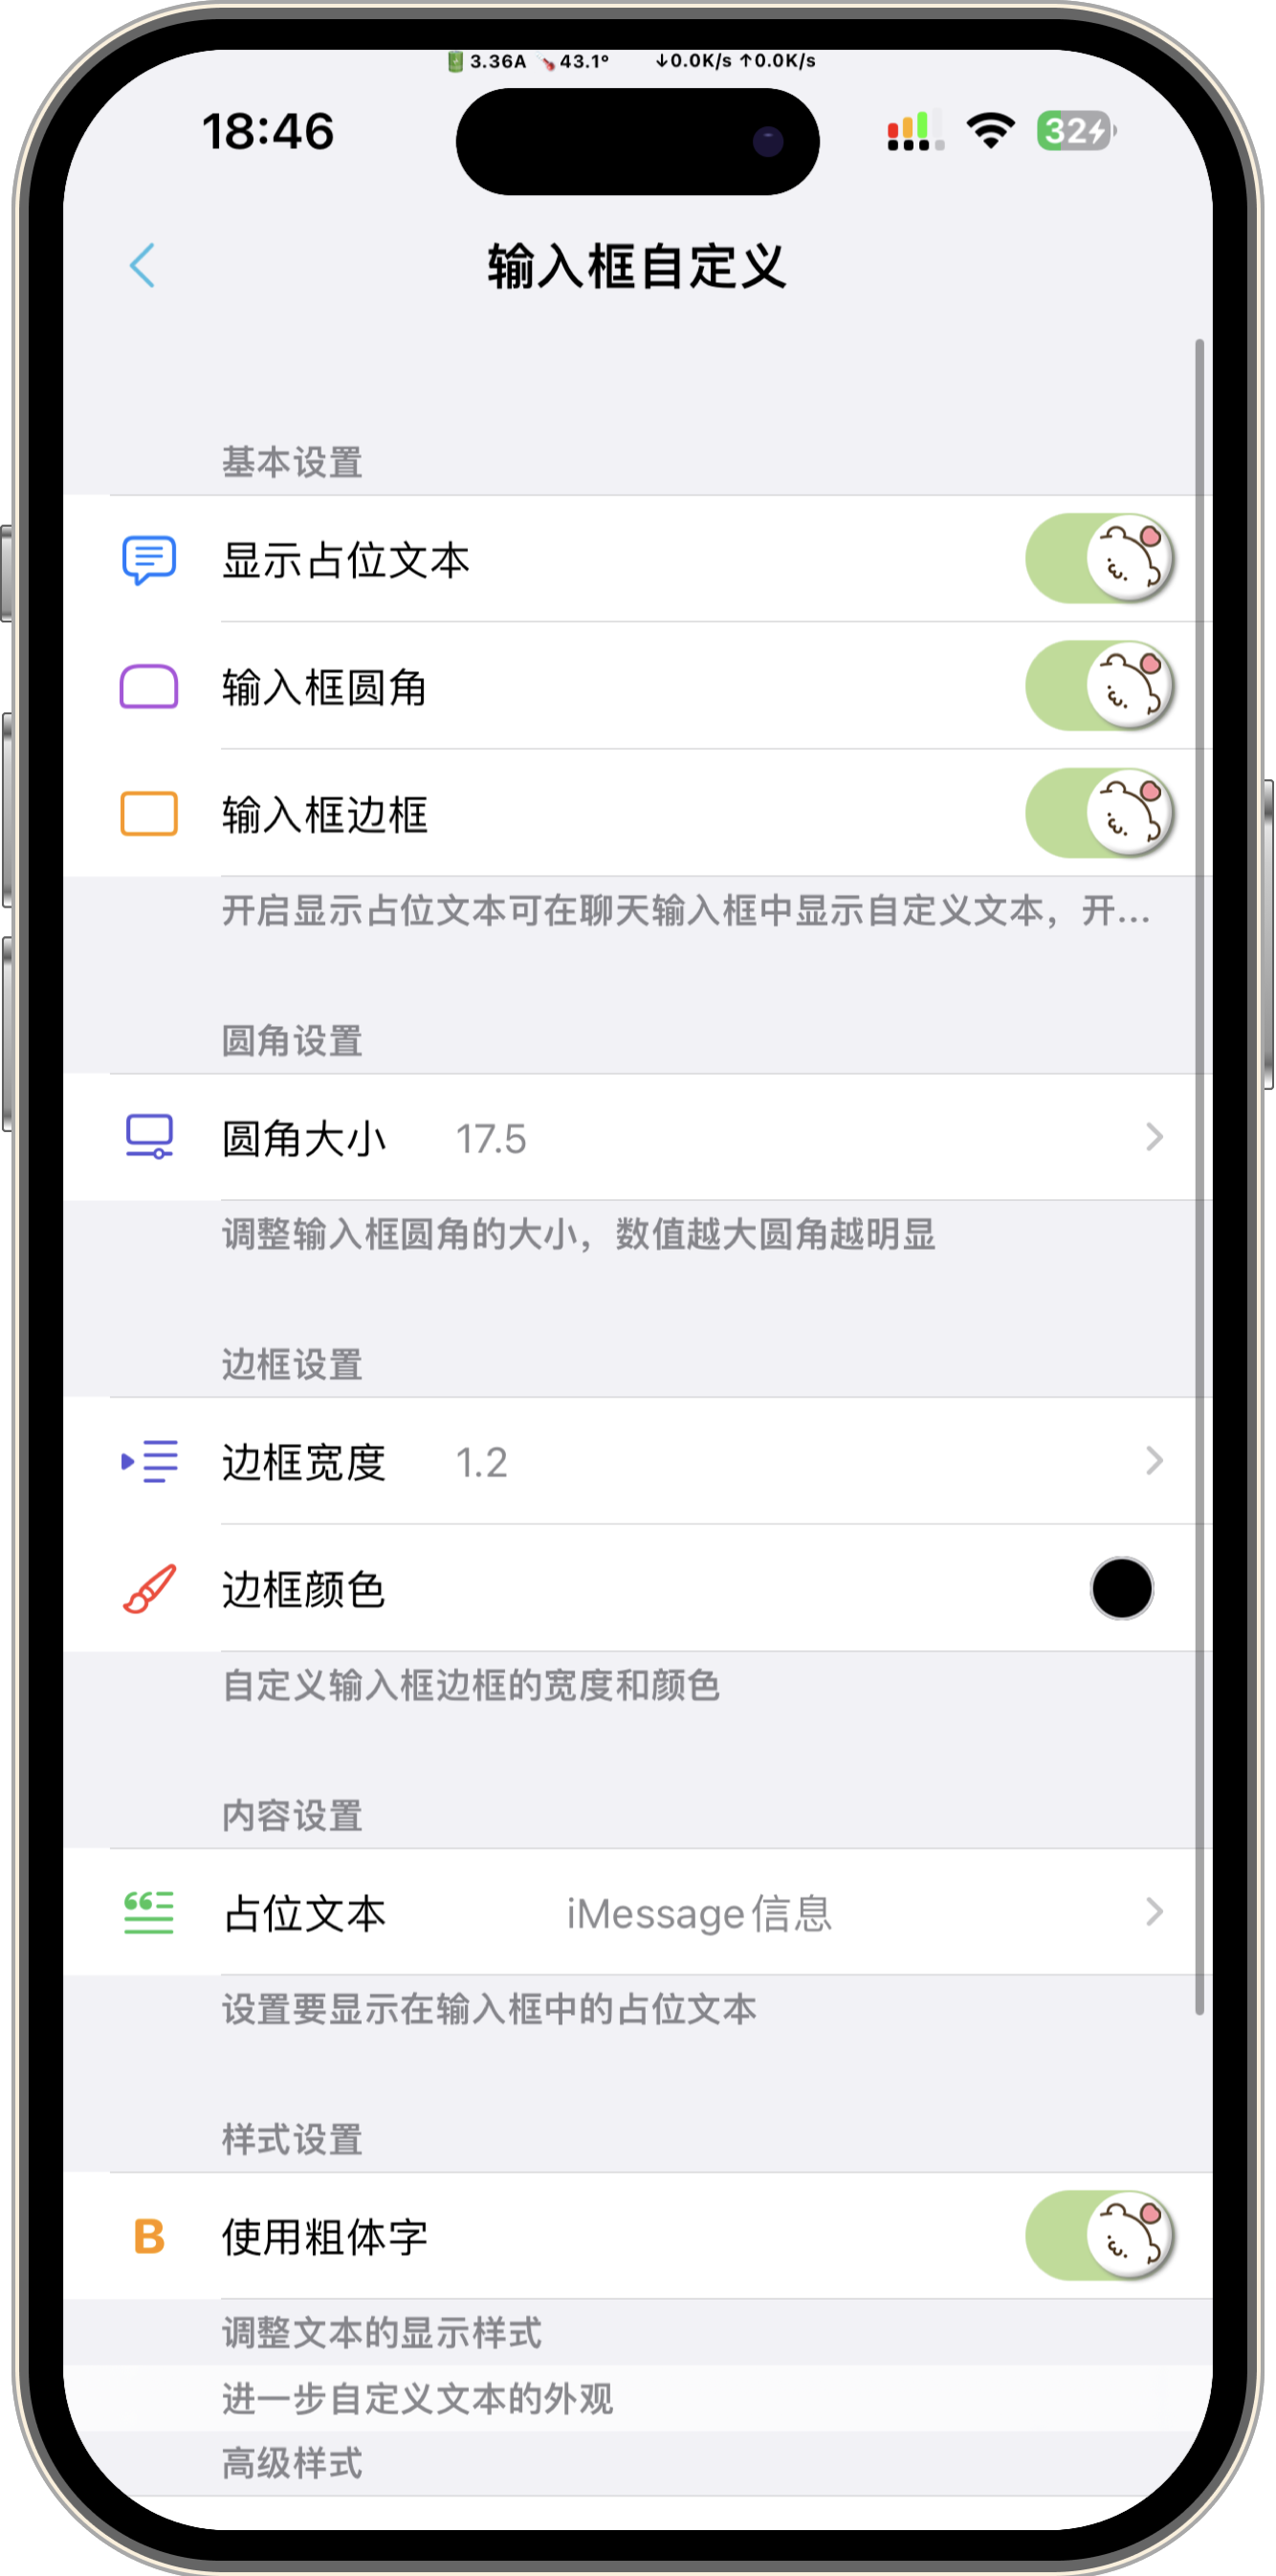 3.36A 43.1° ↓0.0K/s ↑0.0K/s
18:46 32
输入框自定义
基本设置
显示占位文本
输入框圆角
输入框边框
开启显示占位文本可在聊天输入框中显示自定义文本，开...
圆角设置
圆角大小 17.5
调整输入框圆角的大小，数值越大圆角越明显
边框设置
边框宽度 1.2
边框颜色
自定义输入框边框的宽度和颜色
内容设置
占位文本 iMessage信息
设置要显示在输入框中的占位文本
样式设置
B 使用粗体字
调整文本的显示样式
进一步自定义文本的外观
高级样式